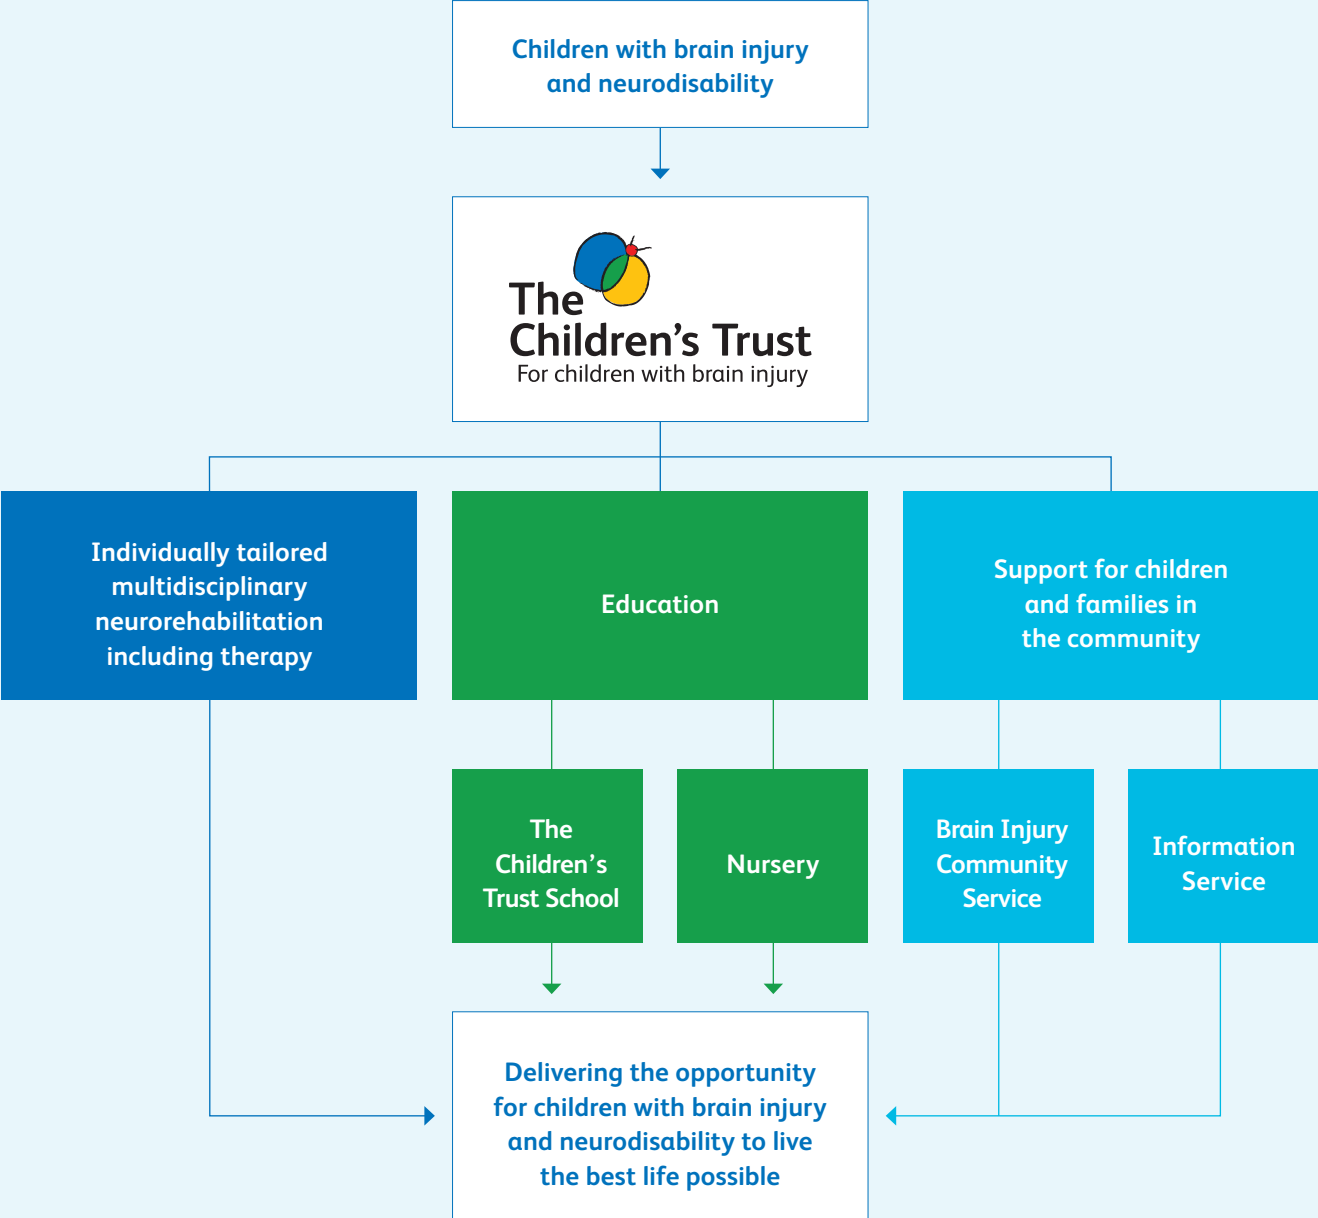 Children with brain injury
and neurodisability
The
Children’s Trust
For children with brain injury
Individually tailored
multidisciplinary
neurorehabilitation
including therapy
Education
Support for children
and families in
the community
The
Children’s
Trust School
Nursery
Brain Injury
Community
Service
Information
Service
Delivering the opportunity
for children with brain injury
and neurodisability to live
the best life possible